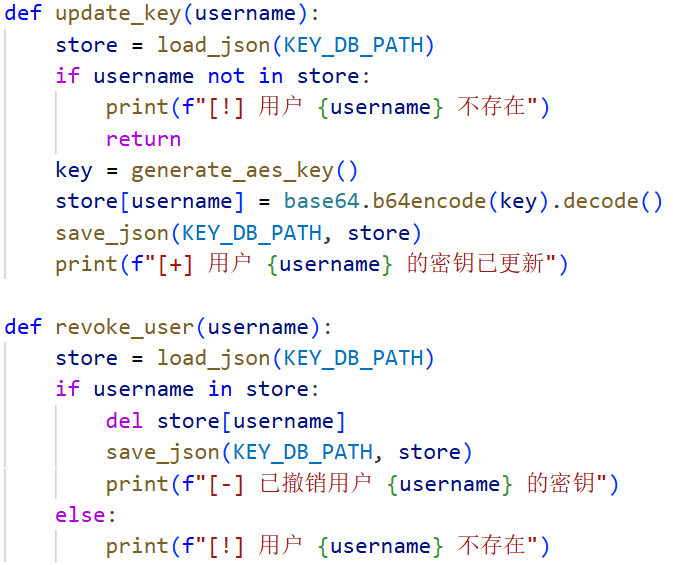 def update_key(username):
    store = load_json(KEY_DB_PATH)
    if username not in store:
        print(f"[!] 用户 {username} 不存在")
        return
    key = generate_aes_key()
    store[username] = base64.b64encode(key).decode()
    save_json(KEY_DB_PATH, store)
    print(f"[+] 用户 {username} 的密钥已更新")

def revoke_user(username):
    store = load_json(KEY_DB_PATH)
    if username in store:
        del store[username]
        save_json(KEY_DB_PATH, store)
        print(f"[-] 已撤销用户 {username} 的密钥")
    else:
        print(f"[!] 用户 {username} 不存在")